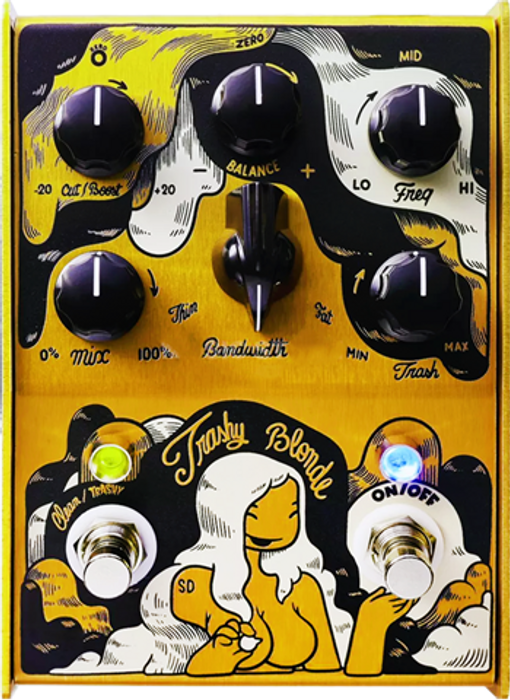 ZERO
ZERO
MID
-20 Cut/Boost +20
- BALANCE +
LO Freq HI
0% mix 100%
Thin Bandwidth Fat
MIN Trash MAX
Trashy Blonde
Clean/TRASHY
ON/OFF
SD